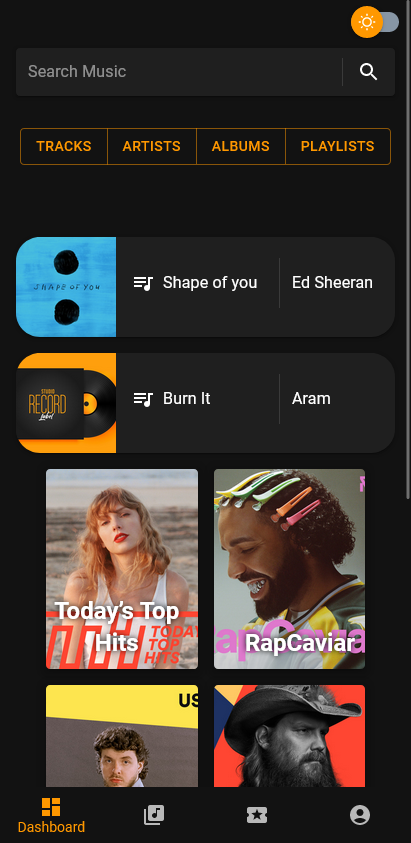 Search Music
TRACKS
ARTISTS
ALBUMS
PLAYLISTS
SHAPE OF YOU
Shape of you
Ed Sheeran
STUDIO
RECORD
Label
Burn It
Aram
Today's Top
Hits
TODAY
TOP
HITS
RapCaviar
US
Dashboard